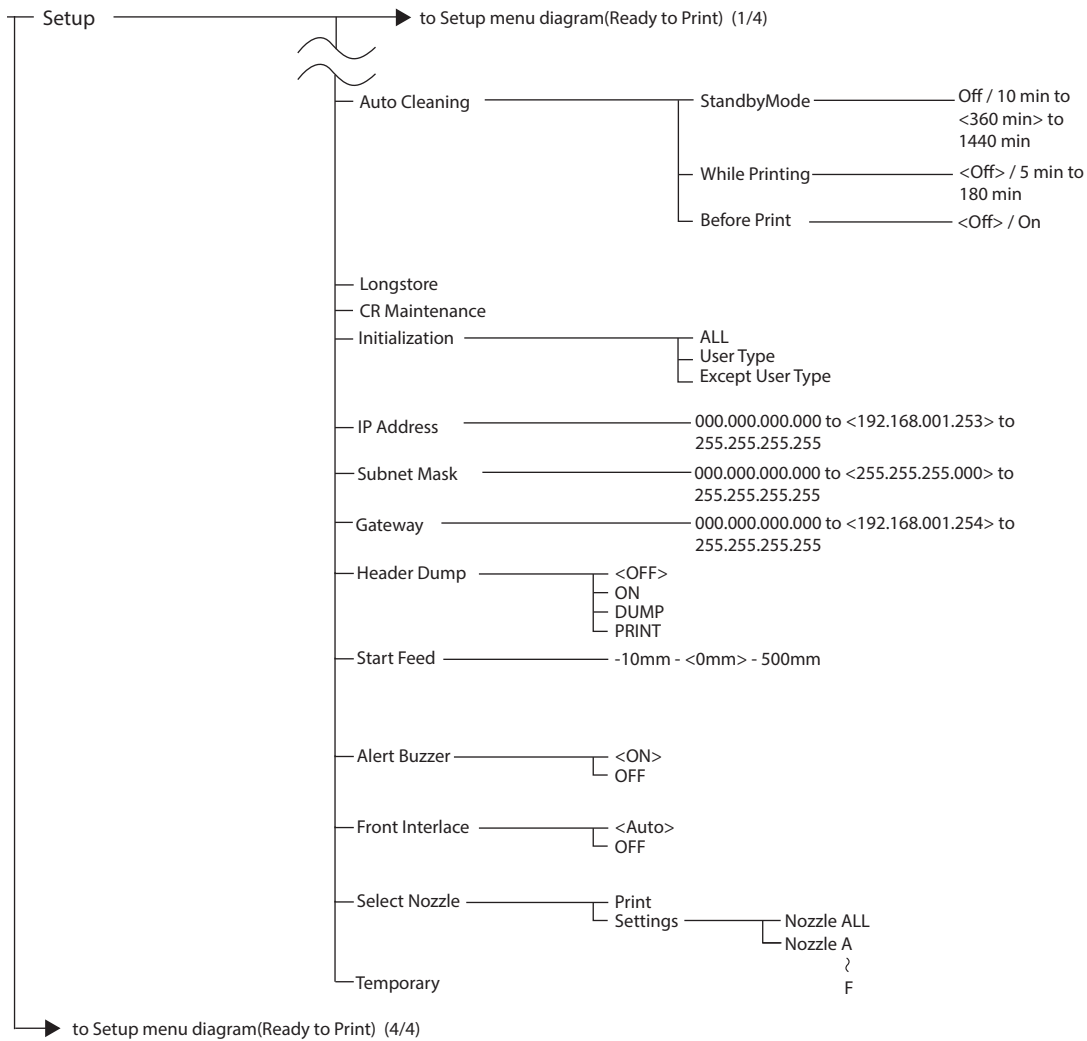 Setup
to Setup menu diagram(Ready to Print) (1/4)
Auto Cleaning
StandbyMode
Off / 10 min to
<360 min> to
1440 min
While Printing
<Off> / 5 min to
180 min
Before Print
<Off> / On
Longstore
CR Maintenance
Initialization
ALL
User Type
Except User Type
IP Address
000.000.000.000 to <192.168.001.253> to
255.255.255.255
Subnet Mask
000.000.000.000 to <255.255.255.000> to
255.255.255.255
Gateway
000.000.000.000 to <192.168.001.254> to
255.255.255.255
Header Dump
<OFF>
ON
DUMP
PRINT
Start Feed
-10mm - <0mm> - 500mm
Alert Buzzer
<ON>
OFF
Front Interlace
<Auto>
OFF
Select Nozzle
Print
Settings
Nozzle ALL
Nozzle A
~
F
Temporary
to Setup menu diagram(Ready to Print) (4/4)